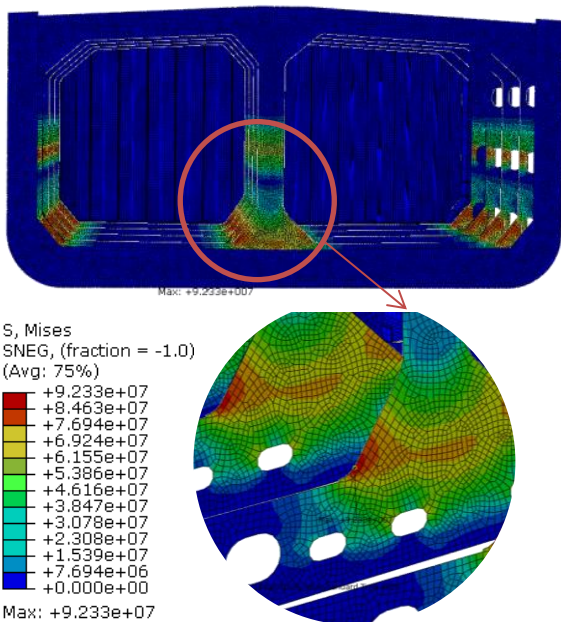 Max: +9.233e+007
S, Mises
SNEG, (fraction = -1.0)
(Avg: 75%)
+9.233e+07
+8.463e+07
+7.694e+07
+6.924e+07
+6.155e+07
+5.386e+07
+4.616e+07
+3.847e+07
+3.078e+07
+2.308e+07
+1.539e+07
+7.694e+06
+0.000e+00
Max: +9.233e+07